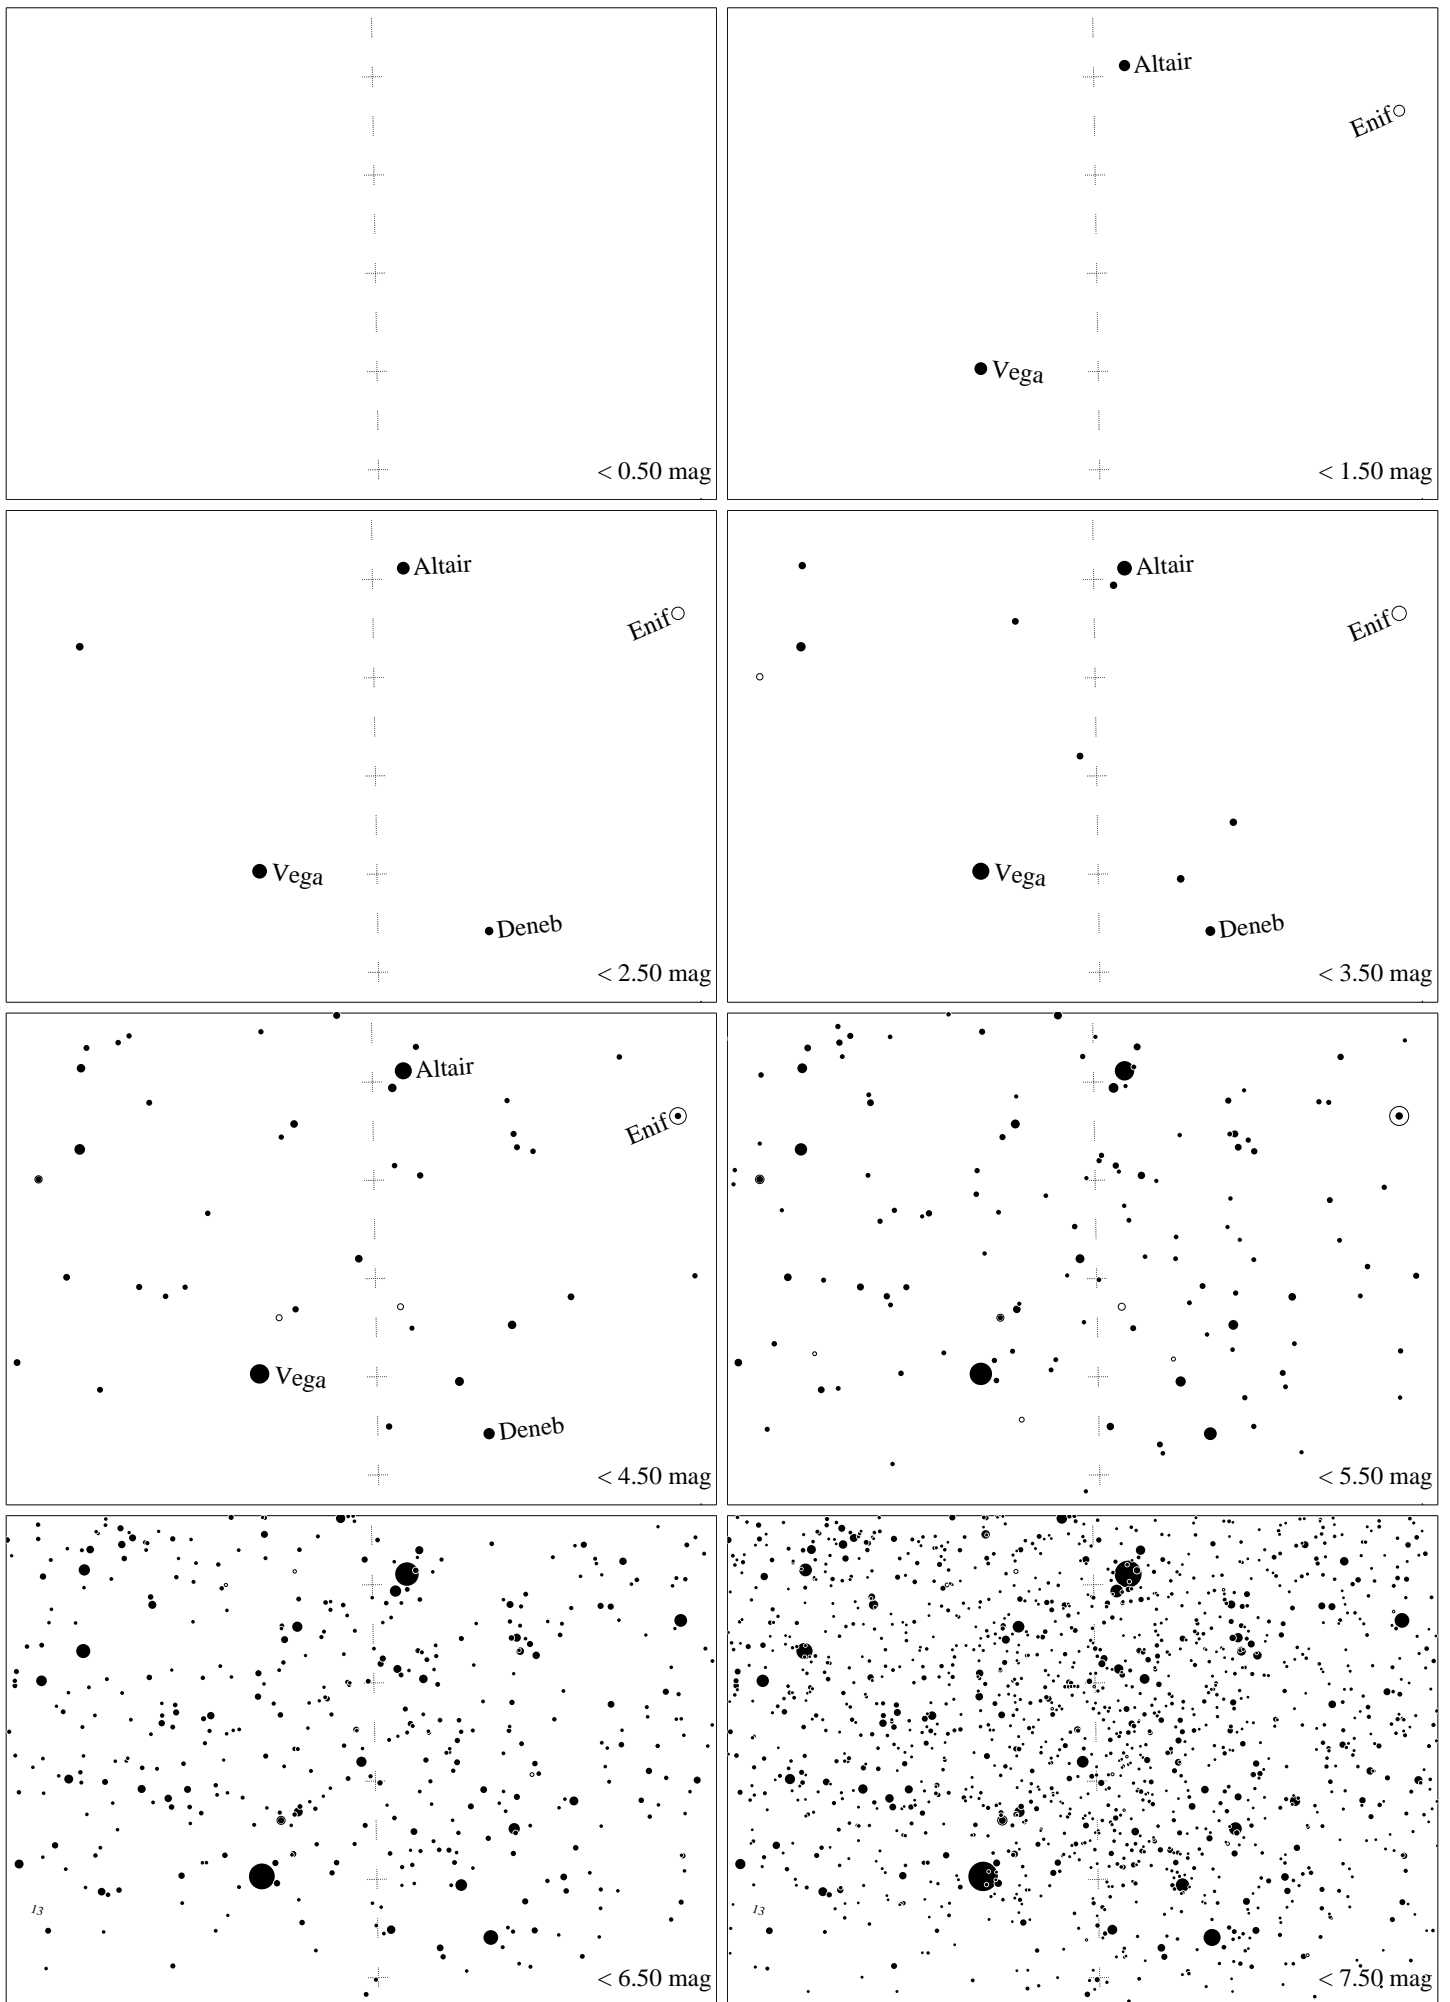 < 0.50 mag
Altair
Enif
Vega
< 1.50 mag
Altair
Enif
Vega
Deneb
< 2.50 mag
Altair
Enif
Vega
Deneb
< 3.50 mag
Altair
Enif
Vega
Deneb
< 4.50 mag
< 5.50 mag
13
< 6.50 mag
13
< 7.50 mag